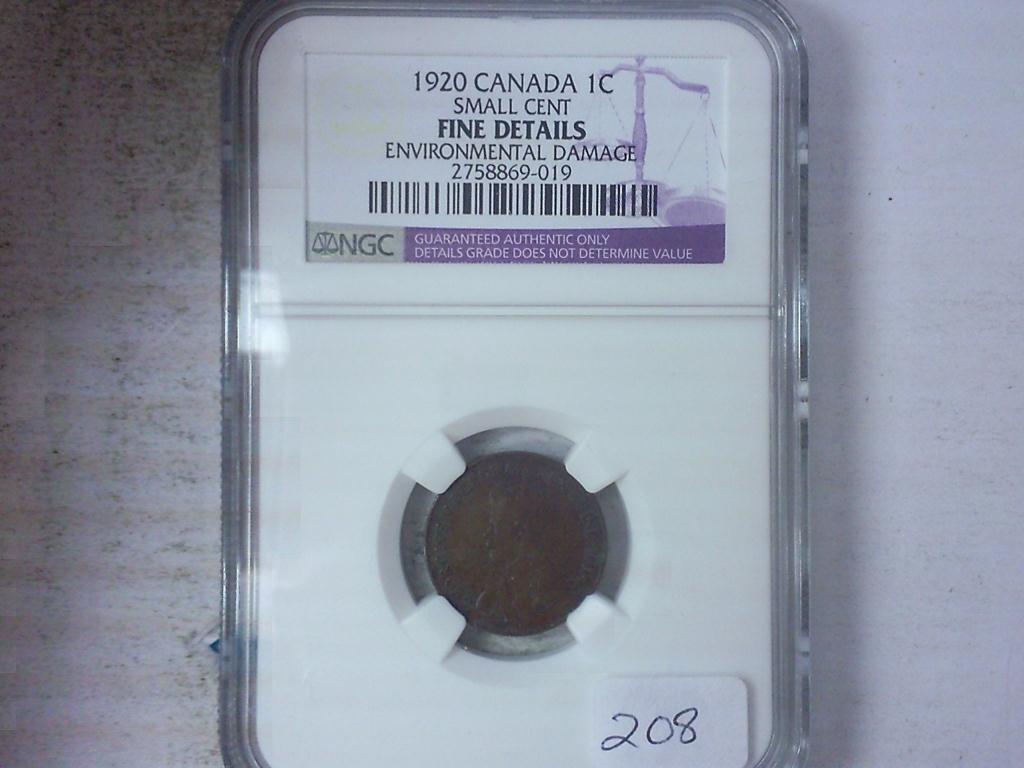 1920 CANADA 1C
SMALL CENT
FINE DETAILS
ENVIRONMENTAL DAMAGE
2758869-019
NGC
GUARANTEED AUTHENTIC ONLY
DETAILS GRADE DOES NOT DETERMINE VALUE
208